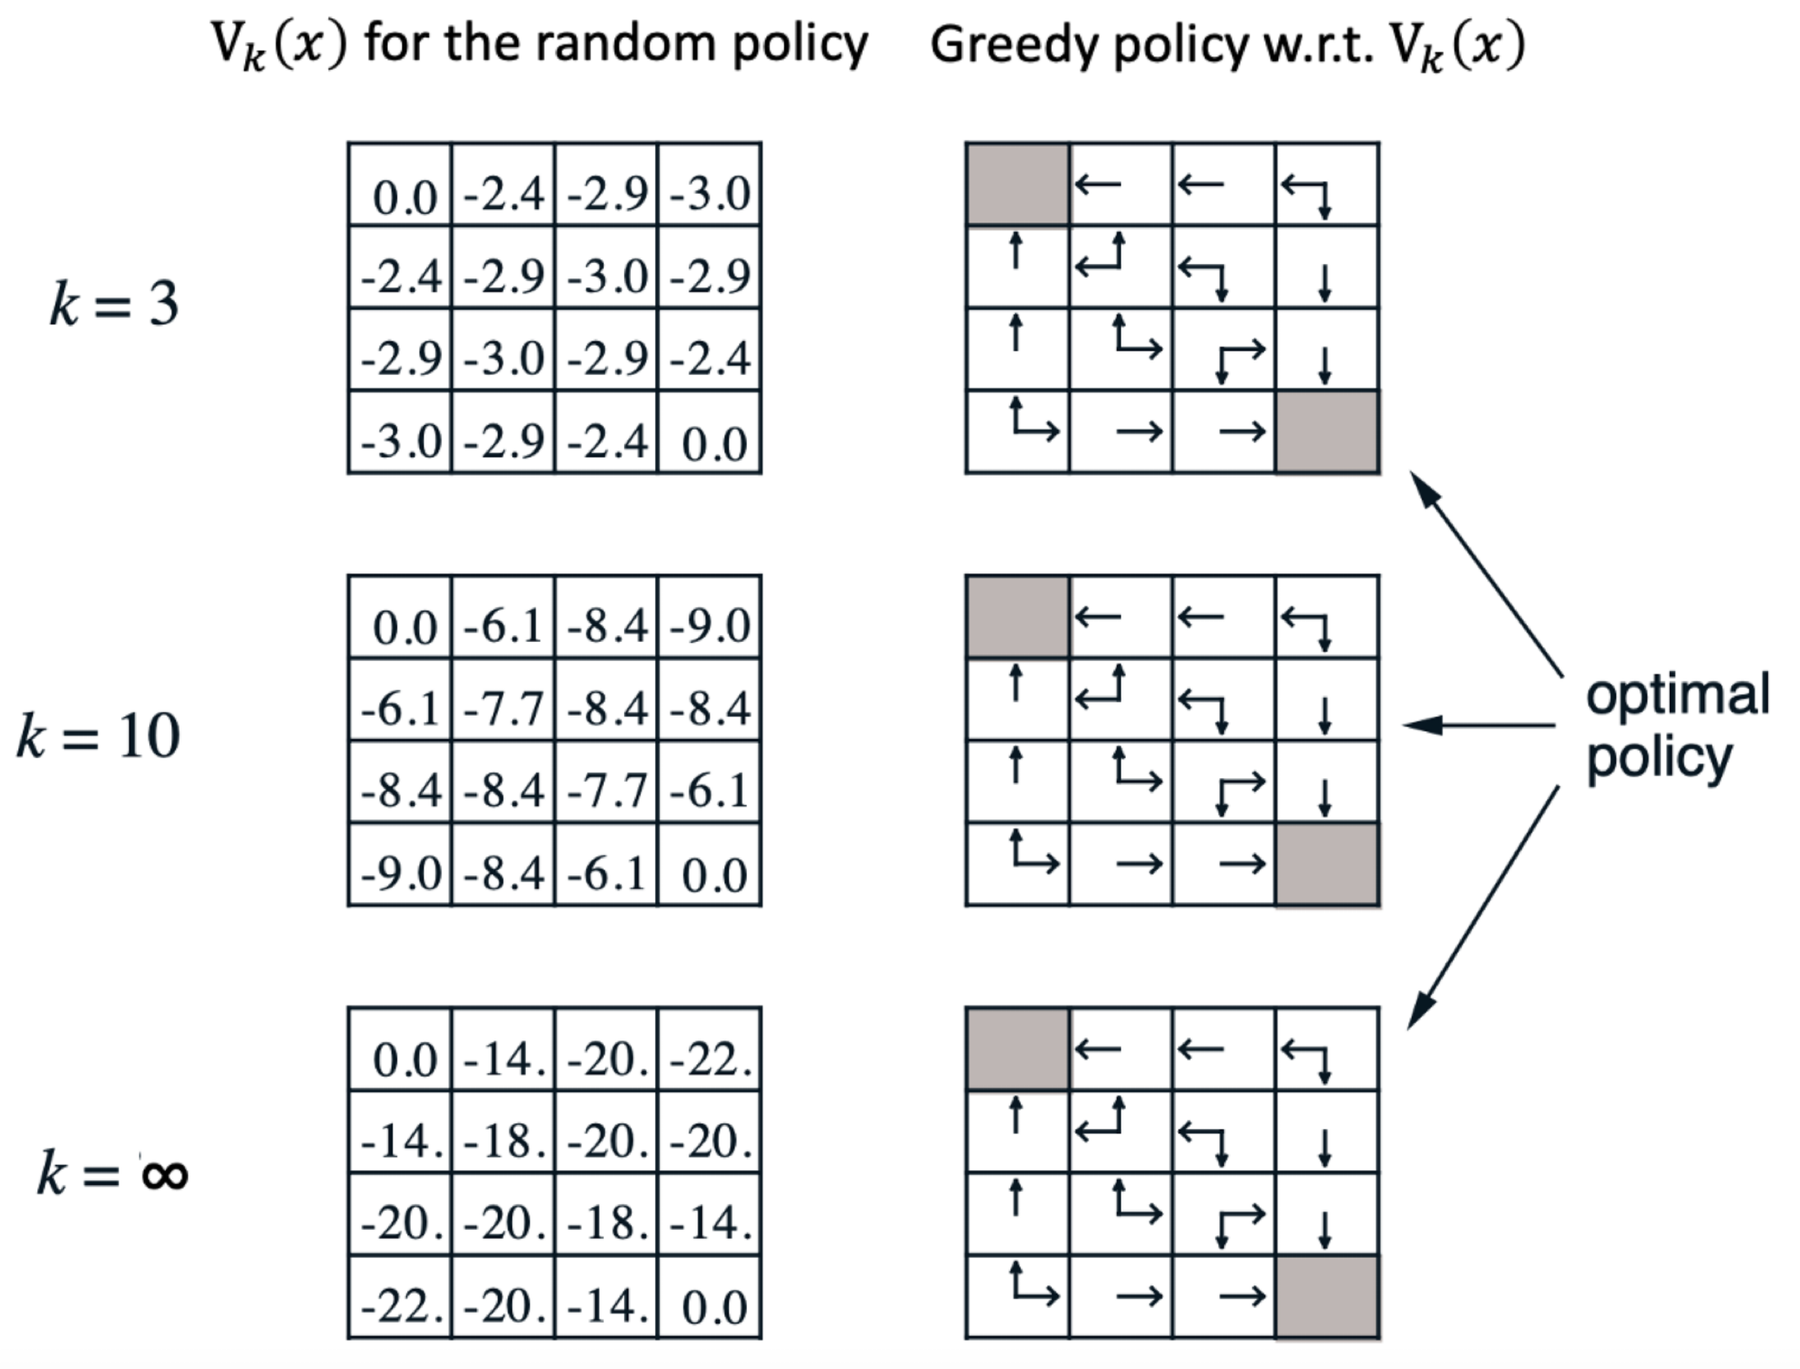 V_k(x) for the random policy Greedy policy w.r.t. V_k(x)
k = 3
0.0 -2.4 -2.9 -3.0
-2.4 -2.9 -3.0 -2.9
-2.9 -3.0 -2.9 -2.4
-3.0 -2.9 -2.4 0.0
k = 10
0.0 -6.1 -8.4 -9.0
-6.1 -7.7 -8.4 -8.4
-8.4 -8.4 -7.7 -6.1
-9.0 -8.4 -6.1 0.0
optimal
policy
k = ∞
0.0 -14. -20. -22.
-14. -18. -20. -20.
-20. -20. -18. -14.
-22. -20. -14. 0.0